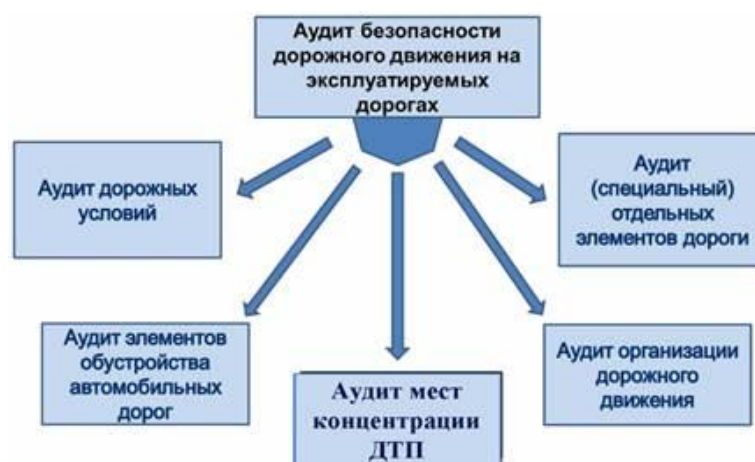 Аудит безопасности
дорожного движения на
эксплуатируемых
дорогах
Аудит дорожных
условий
Аудит
(специальный)
отдельных
элементов дороги
Аудит элементов
обустройства
автомобильных
дорог
Аудит мест
концентрации
ДТП
Аудит организации
дорожного
движения